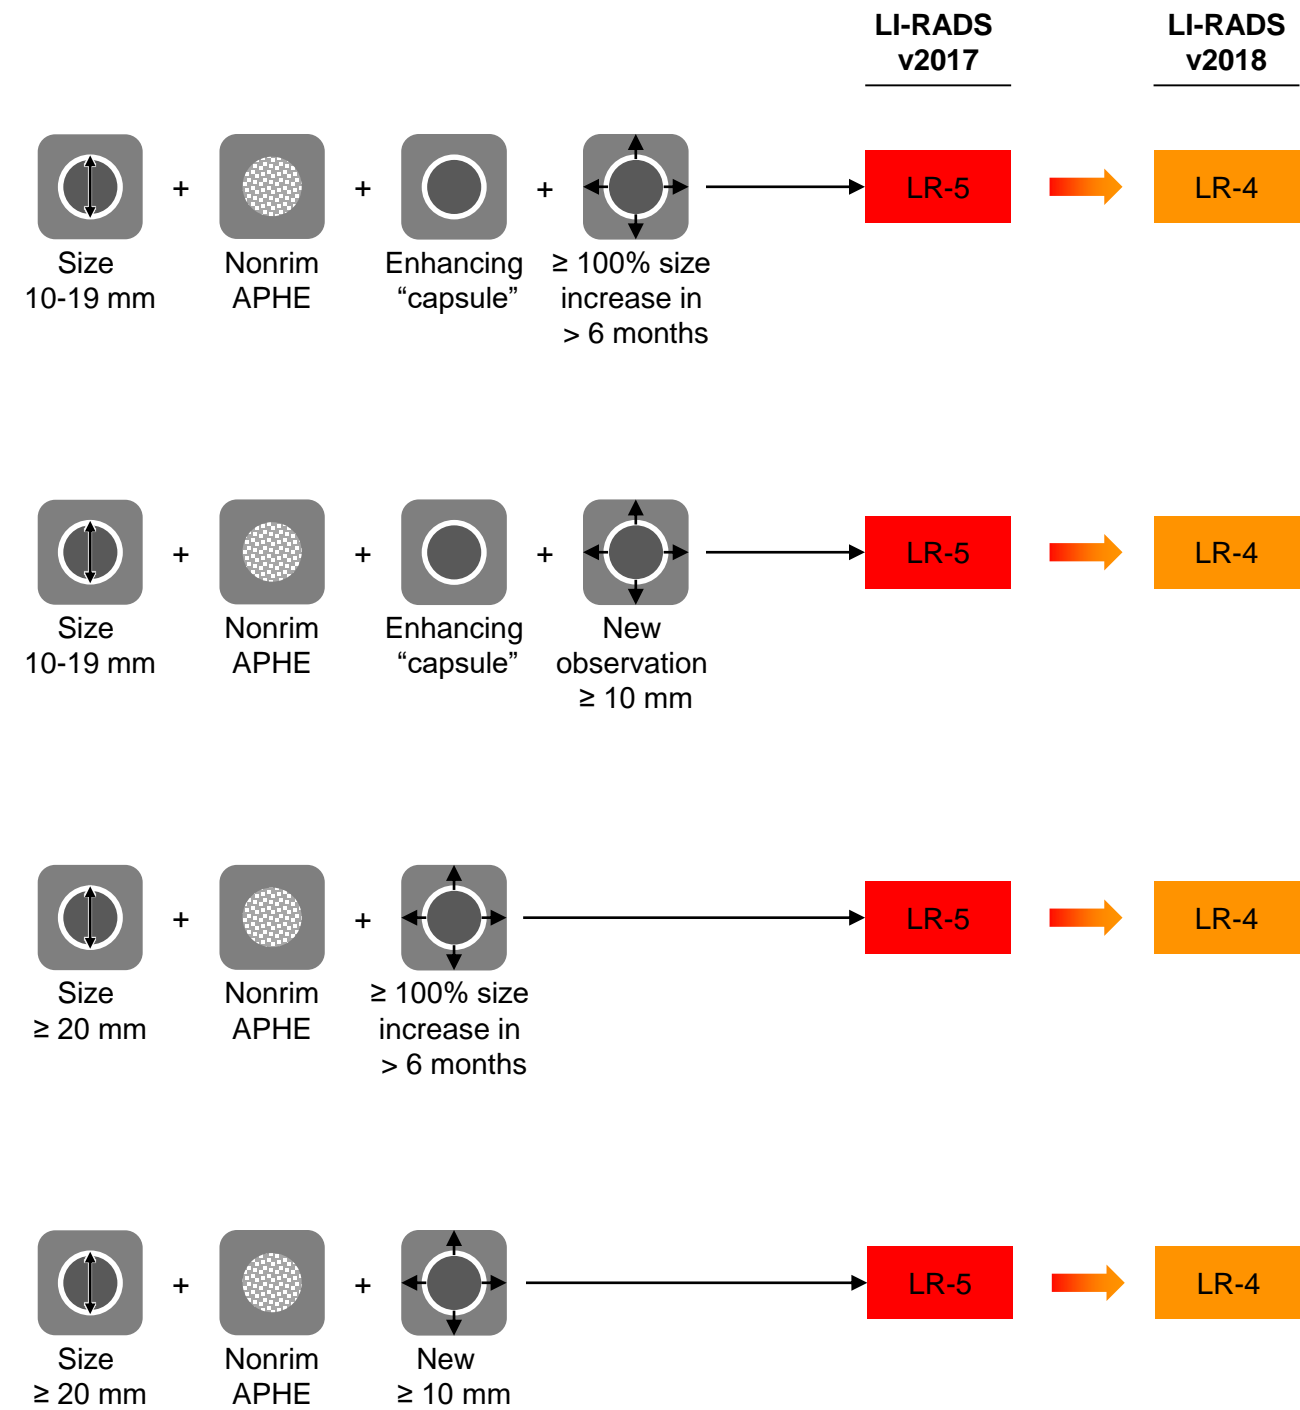 LI-RADS
v2017
LI-RADS
v2018
+
+
+
LR-5
LR-4
Size
10-19 mm
Nonrim
APHE
Enhancing
“capsule”
≥ 100% size
increase in
> 6 months
+
+
+
LR-5
LR-4
Size
10-19 mm
Nonrim
APHE
Enhancing
“capsule”
New
observation
≥ 10 mm
+
+
LR-5
LR-4
Size
≥ 20 mm
Nonrim
APHE
≥ 100% size
increase in
> 6 months
+
+
LR-5
LR-4
Size
≥ 20 mm
Nonrim
APHE
New
≥ 10 mm